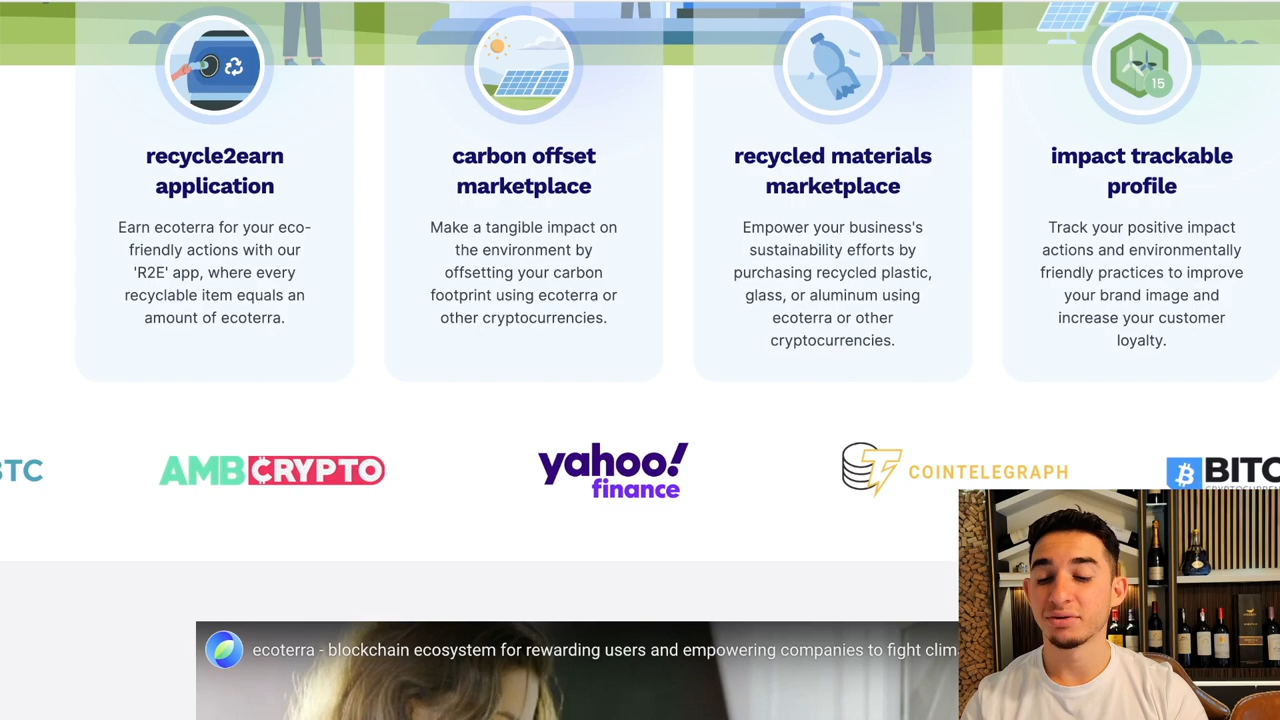 15
recycle2earn
application
Earn ecoterra for your eco-
friendly actions with our
'R2E' app, where every
recyclable item equals an
amount of ecoterra.
carbon offset
marketplace
Make a tangible impact on
the environment by
offsetting your carbon
footprint using ecoterra or
other cryptocurrencies.
recycled materials
marketplace
Empower your business's
sustainability efforts by
purchasing recycled plastic,
glass, or aluminum using
ecoterra or other
cryptocurrencies.
impact trackable
profile
Track your positive impact
actions and environmentally
friendly practices to improve
your brand image and
increase your customer
loyalty.
BTC
AMB CRYPTO
yahoo!
finance
COINTELEGRAPH
BITC
ecoterra - blockchain ecosystem for rewarding users and empowering companies to fight clim